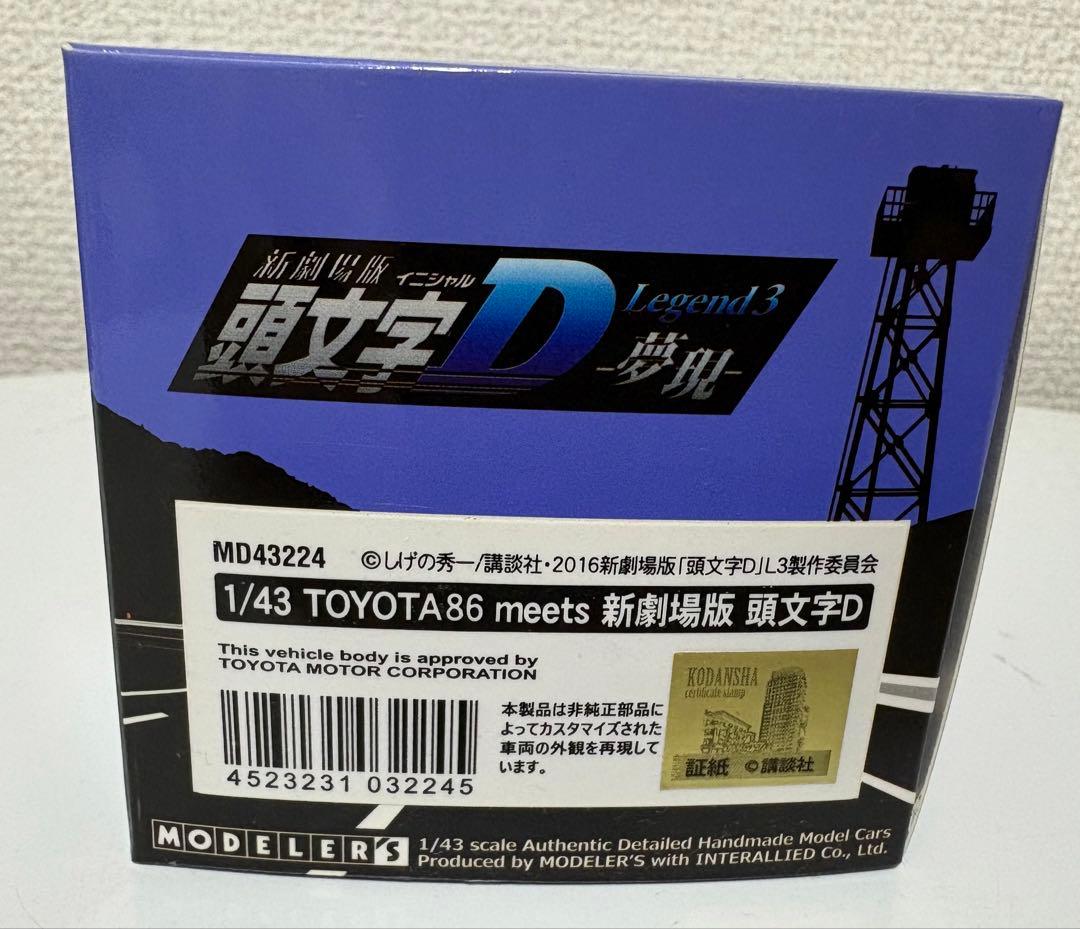 新劇場版
イニシャル
頭文字D
Legend3
-夢現-
MD43224
©しげの秀一/講談社・2016新劇場版「頭文字D」L3製作委員会
1/43 TOYOTA86 meets 新劇場版 頭文字D
This vehicle body is approved by
TOYOTA MOTOR CORPORATION
本製品は非純正部品に
よってカスタマイズされた
車両の外観を再現して
います。
4523231 032245
KODANSHA
certificate stamp
証紙 ©講談社
MODELER'S
1/43 scale Authentic Detailed Handmade Model Cars
Produced by MODELER'S with INTERALLIED Co., Ltd.